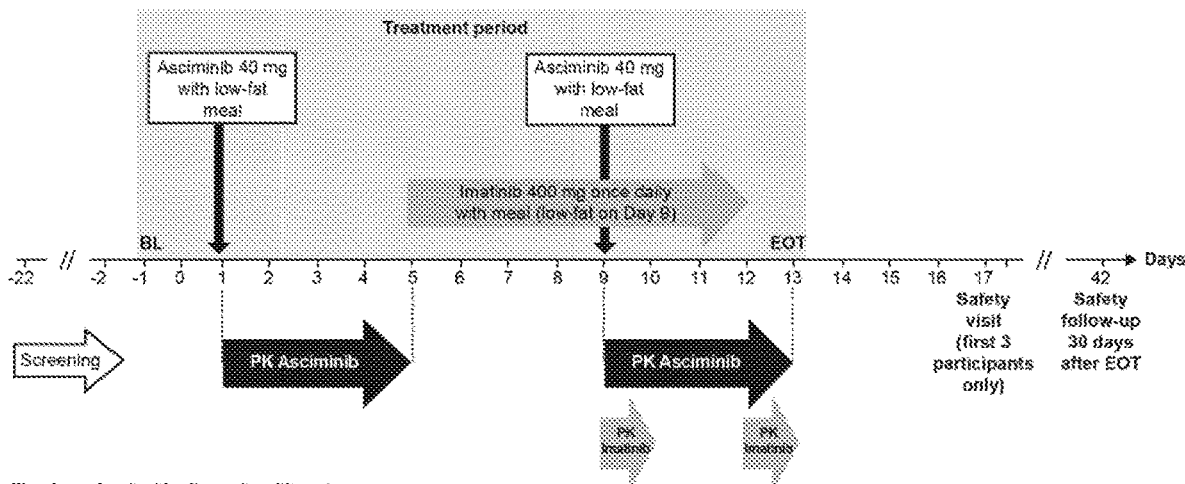 Treatment period
Asciminib 40 mg
with low-fat
meal
Asciminib 40 mg
with low-fat
meal
Imatinib 400 mg once daily
with meal (low-fat on Day 9)
BL
EOT
-22 // -2 -1 0 1 2 3 4 5 6 7 8 9 10 11 12 13 14 15 16 17 // 42 Days
Screening
PK Asciminib
PK Asciminib
Safety
visit
(first 3
participants
only)
Safety
follow-up
30 days
after EOT
PK
Imatinib
PK
Imatinib